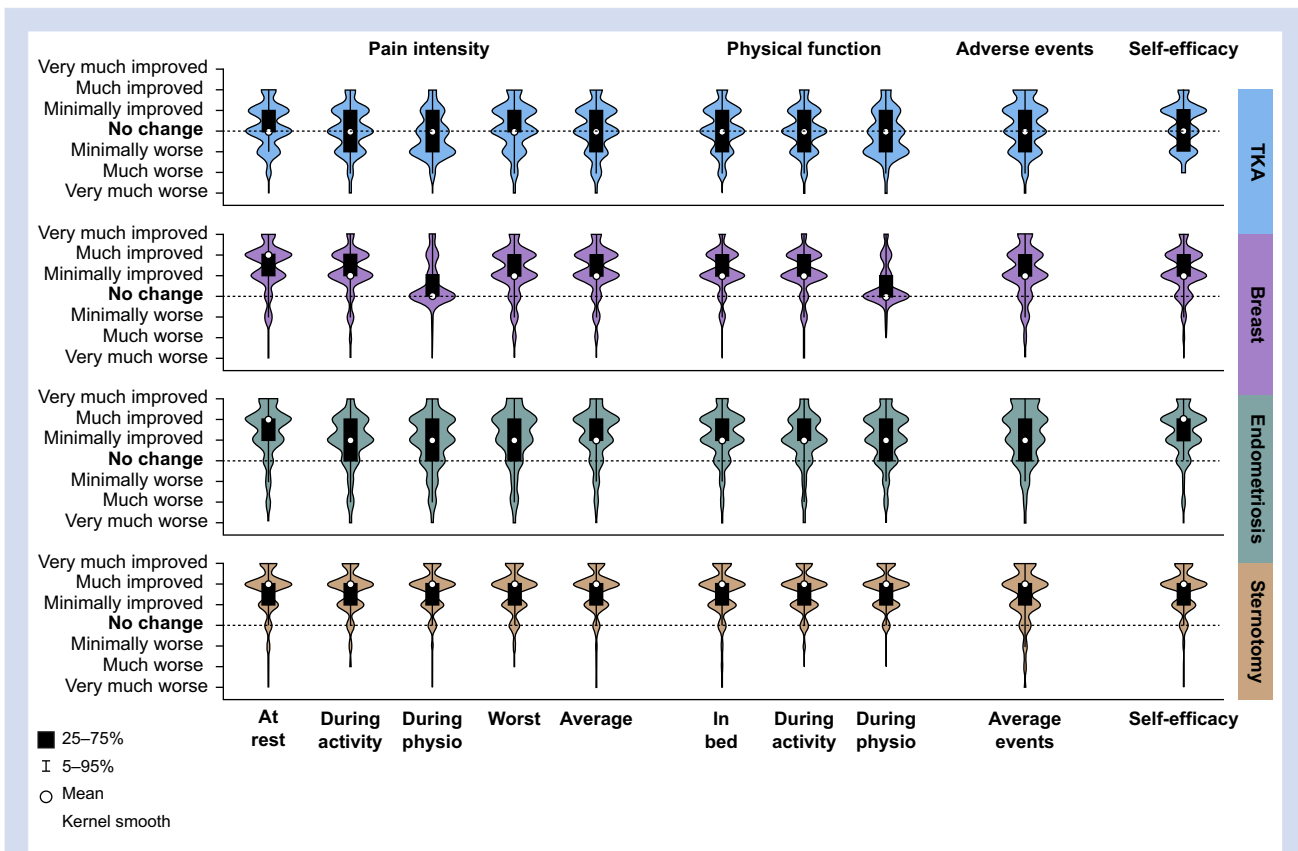 Pain intensity
Physical function
Adverse events
Self-efficacy
Very much improved
Much improved
Minimally improved
No change
Minimally worse
Much worse
Very much worse
TKA
Very much improved
Much improved
Minimally improved
No change
Minimally worse
Much worse
Very much worse
Breast
Very much improved
Much improved
Minimally improved
No change
Minimally worse
Much worse
Very much worse
Endometriosis
Very much improved
Much improved
Minimally improved
No change
Minimally worse
Much worse
Very much worse
Sternotomy
At
rest
During
activity
During
physio
Worst
Average
In
bed
During
activity
During
physio
Average
events
Self-efficacy
25–75%
5–95%
Mean
Kernel smooth